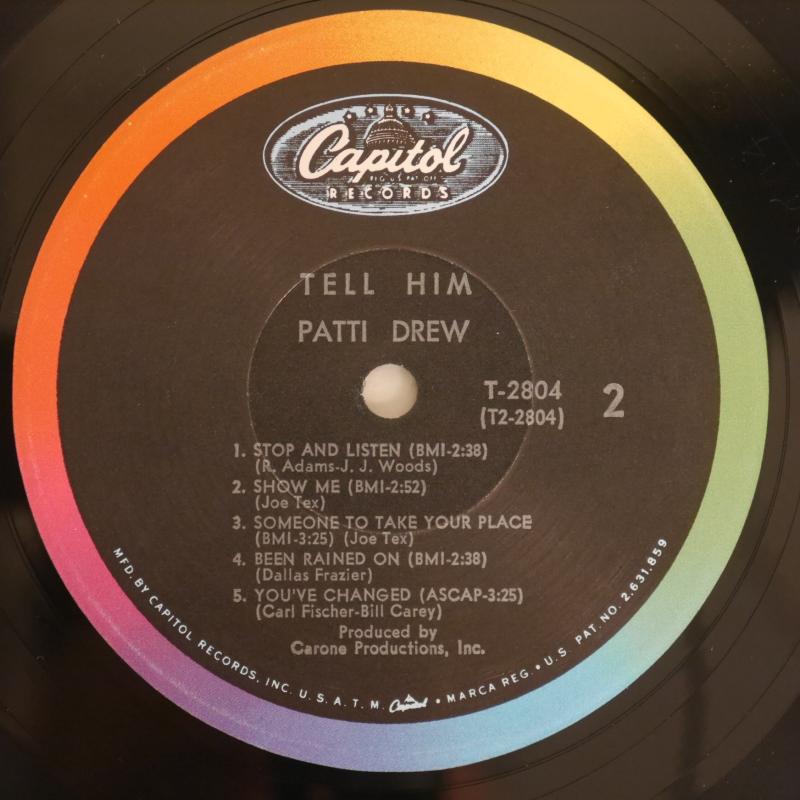 Capitol
REG. U.S. PAT. OFF.
RECORDS
TELL HIM
PATTI DREW
T-2804
(T2-2804)
2
1. STOP AND LISTEN (BMI-2:38)
(R. Adams-J. J. Woods)
2. SHOW ME (BMI-2:52)
(Joe Tex)
3. SOMEONE TO TAKE YOUR PLACE
(BMI-3:25) (Joe Tex)
4. BEEN RAINED ON (BMI-2:38)
(Dallas Frazier)
5. YOU'VE CHANGED (ASCAP-3:25)
(Carl Fischer-Bill Carey)
Produced by
Carone Productions, Inc.
MFD. BY CAPITOL RECORDS, INC. U. S. A. T. M. Capitol • MARCA REG. • U.S. PAT. NO. 2,631,859